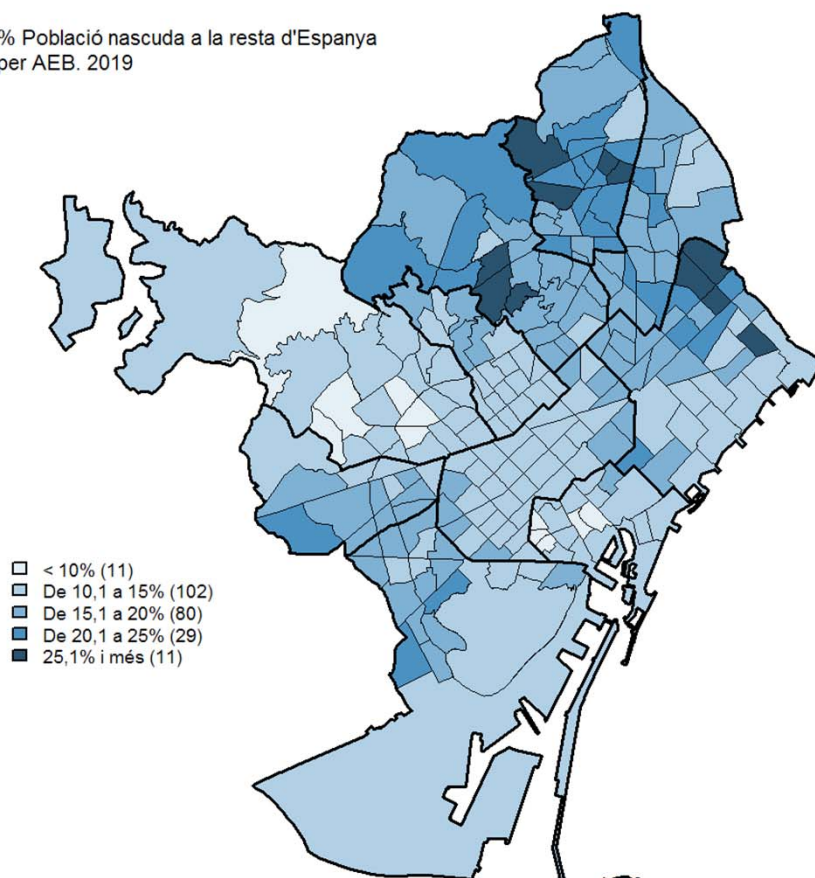 % Població nascuda a la resta d'Espanya
per AEB. 2019
< 10% (11)
De 10,1 a 15% (102)
De 15,1 a 20% (80)
De 20,1 a 25% (29)
25,1% i més (11)